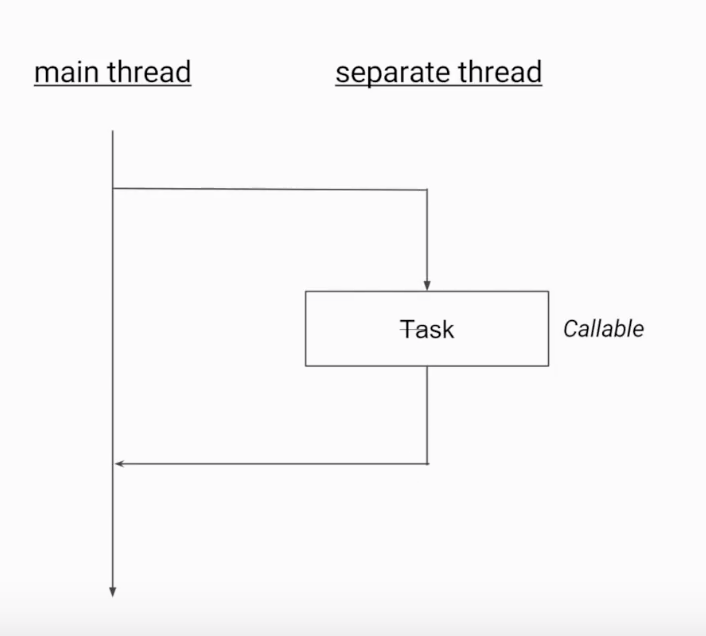 main thread
separate thread
Task
Callable